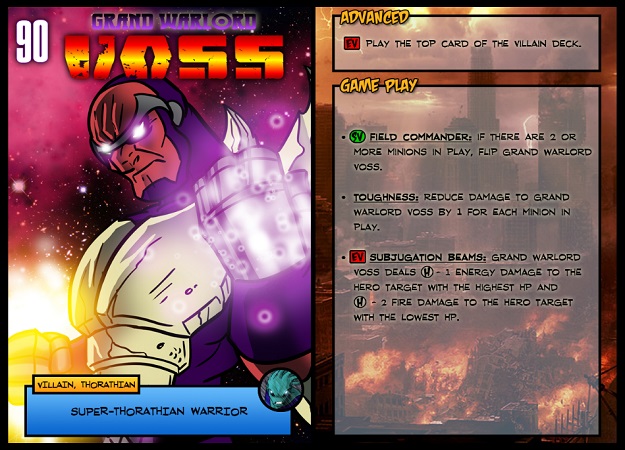 90
GRAND WARLORD
VOSS
VILLAIN, THORATHIAN
SUPER-THORATHIAN WARRIOR
ADVANCED
EV PLAY THE TOP CARD OF THE VILLAIN DECK.
GAME PLAY
• SV FIELD COMMANDER: IF THERE ARE 2 OR
MORE MINIONS IN PLAY, FLIP GRAND WARLORD
VOSS.
• TOUGHNESS: REDUCE DAMAGE TO GRAND
WARLORD VOSS BY 1 FOR EACH MINION IN
PLAY.
• EV SUBJUGATION BEAMS: GRAND WARLORD
VOSS DEALS H - 1 ENERGY DAMAGE TO THE
HERO TARGET WITH THE HIGHEST HP AND
H - 2 FIRE DAMAGE TO THE HERO TARGET
WITH THE LOWEST HP.